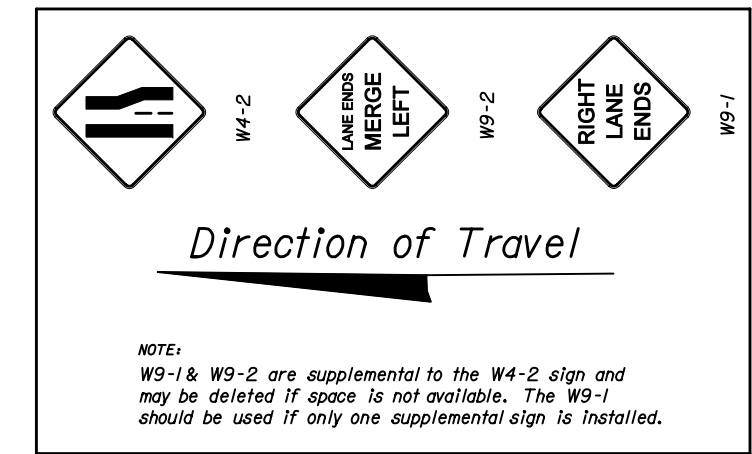 W4-2
LANE ENDS
MERGE
LEFT
W9-2
RIGHT
LANE
ENDS
W9-1
Direction of Travel
NOTE:
W9-1 & W9-2 are supplemental to the W4-2 sign and
may be deleted if space is not available. The W9-1
should be used if only one supplemental sign is installed.